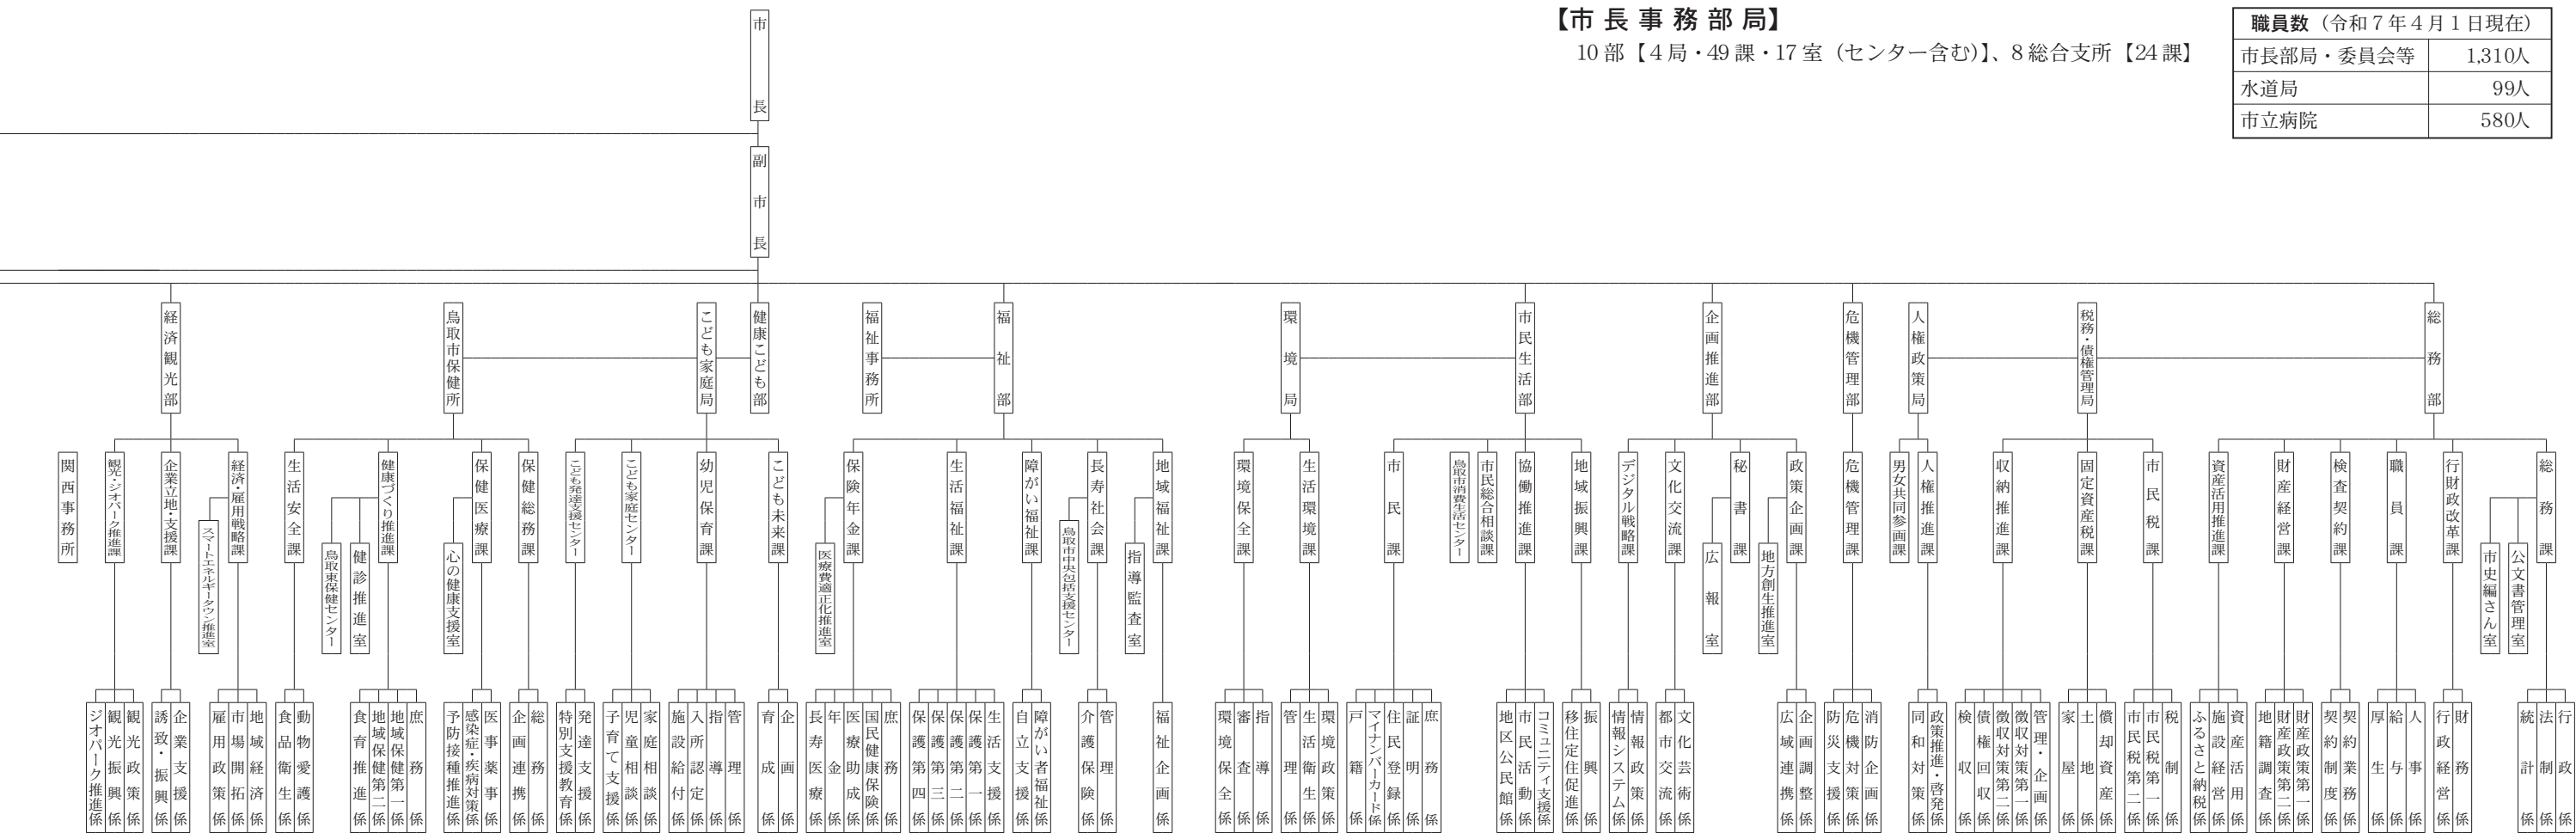 【市長事務部局】
10部【4局・49課・17室（センター含む）】、8総合支所【24課】
職員数（令和7年4月1日現在）
市長部局・委員会等 1,310人
水道局 99人
市立病院 580人
市長
副市長
経済観光部
鳥取市保健所
こども家庭局
健康こども部
福祉事務所
福祉部
環境局
市民生活部
企画推進部
危機管理部
人権政策局
税務・債権管理局
総務部
関西事務所
観光・ジオパーク推進課
企業立地・支援課
経済・雇用戦略課
スマートエネルギータウン推進室
生活安全課
健康づくり推進課
鳥取東保健センター
健診推進室
保健医療課
心の健康支援室
保健総務課
こども発達支援センター
こども家庭センター
幼児保育課
こども未来課
保険年金課
医療費適正化推進室
生活福祉課
障がい福祉課
長寿社会課
鳥取市中央包括支援センター
地域福祉課
指導監査室
環境保全課
生活環境課
市民課
鳥取市消費生活センター
市民総合相談課
協働推進課
地域振興課
デジタル戦略課
文化交流課
秘書課
広報室
政策企画課
地方創生推進室
危機管理課
男女共同参画課
人権推進課
収納推進課
固定資産税課
市民税課
資産活用推進課
財産経営課
検査契約課
職員課
行財政改革課
総務課
市史編さん室
公文書管理室
ジオパーク推進係
観光振興係
観光政策係
誘致・振興係
企業支援係
雇用政策係
市場開拓係
地域経済係
食品衛生係
動物愛護係
食育推進係
地域保健第二係
地域保健第一係
庶務係
予防接種推進係
感染症・疾病対策係
医事薬事係
企画連携係
総務係
特別支援教育係
発達支援係
子育て支援係
児童相談係
家庭相談係
施設給付係
入所認定係
指導係
管理係
育成係
企画係
長寿医療係
年金係
医療助成係
国民健康保険係
庶務係
保護第四係
保護第三係
保護第二係
保護第一係
生活支援係
自立支援係
障がい者福祉係
介護保険係
管理係
福祉企画係
環境保全係
審査係
指導係
管理係
生活衛生係
環境政策係
戸籍係
マイナンバーカード係
住民登録係
証明係
庶務係
地区公民館係
市民活動係
コミュニティ支援係
移住定住促進係
振興係
情報システム係
情報政策係
都市交流係
文化芸術係
広域連携係
企画調整係
防災支援係
危機対策係
消防企画係
同和対策係
政策推進・啓発係
検収係
債権回収係
徴収対策第二係
徴収対策第一係
管理・企画係
家屋係
土地係
償却資産係
市民税第二係
市民税第一係
税制係
ふるさと納税係
施設経営係
資産活用係
地籍調査係
財産政策第二係
財産政策第一係
契約制度係
契約業務係
厚生係
給与係
人事係
行政経営係
財務係
統計係
法制係
行政係